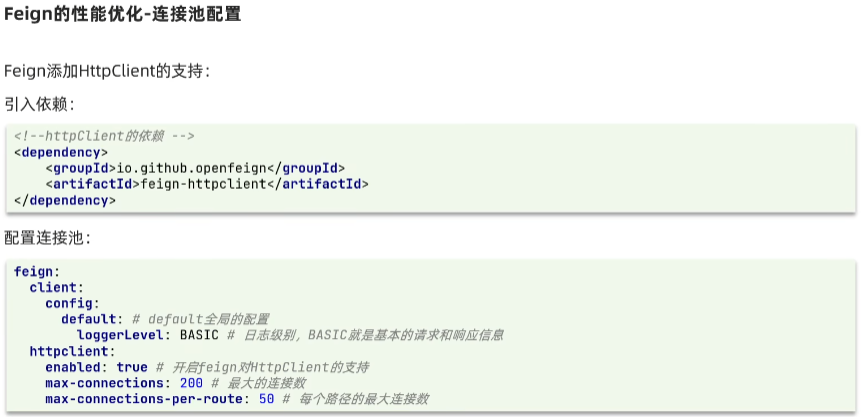 Feign的性能优化-连接池配置
Feign添加HttpClient的支持：
引入依赖：
<!--httpClient的依赖 -->
<dependency>
    <groupId>io.github.openfeign</groupId>
    <artifactId>feign-httpclient</artifactId>
</dependency>
配置连接池：
feign:
  client:
    config:
      default: # default全局的配置
        loggerLevel: BASIC # 日志级别，BASIC就是基本的请求和响应信息
  httpclient:
    enabled: true # 开启feign对HttpClient的支持
    max-connections: 200 # 最大的连接数
    max-connections-per-route: 50 # 每个路径的最大连接数